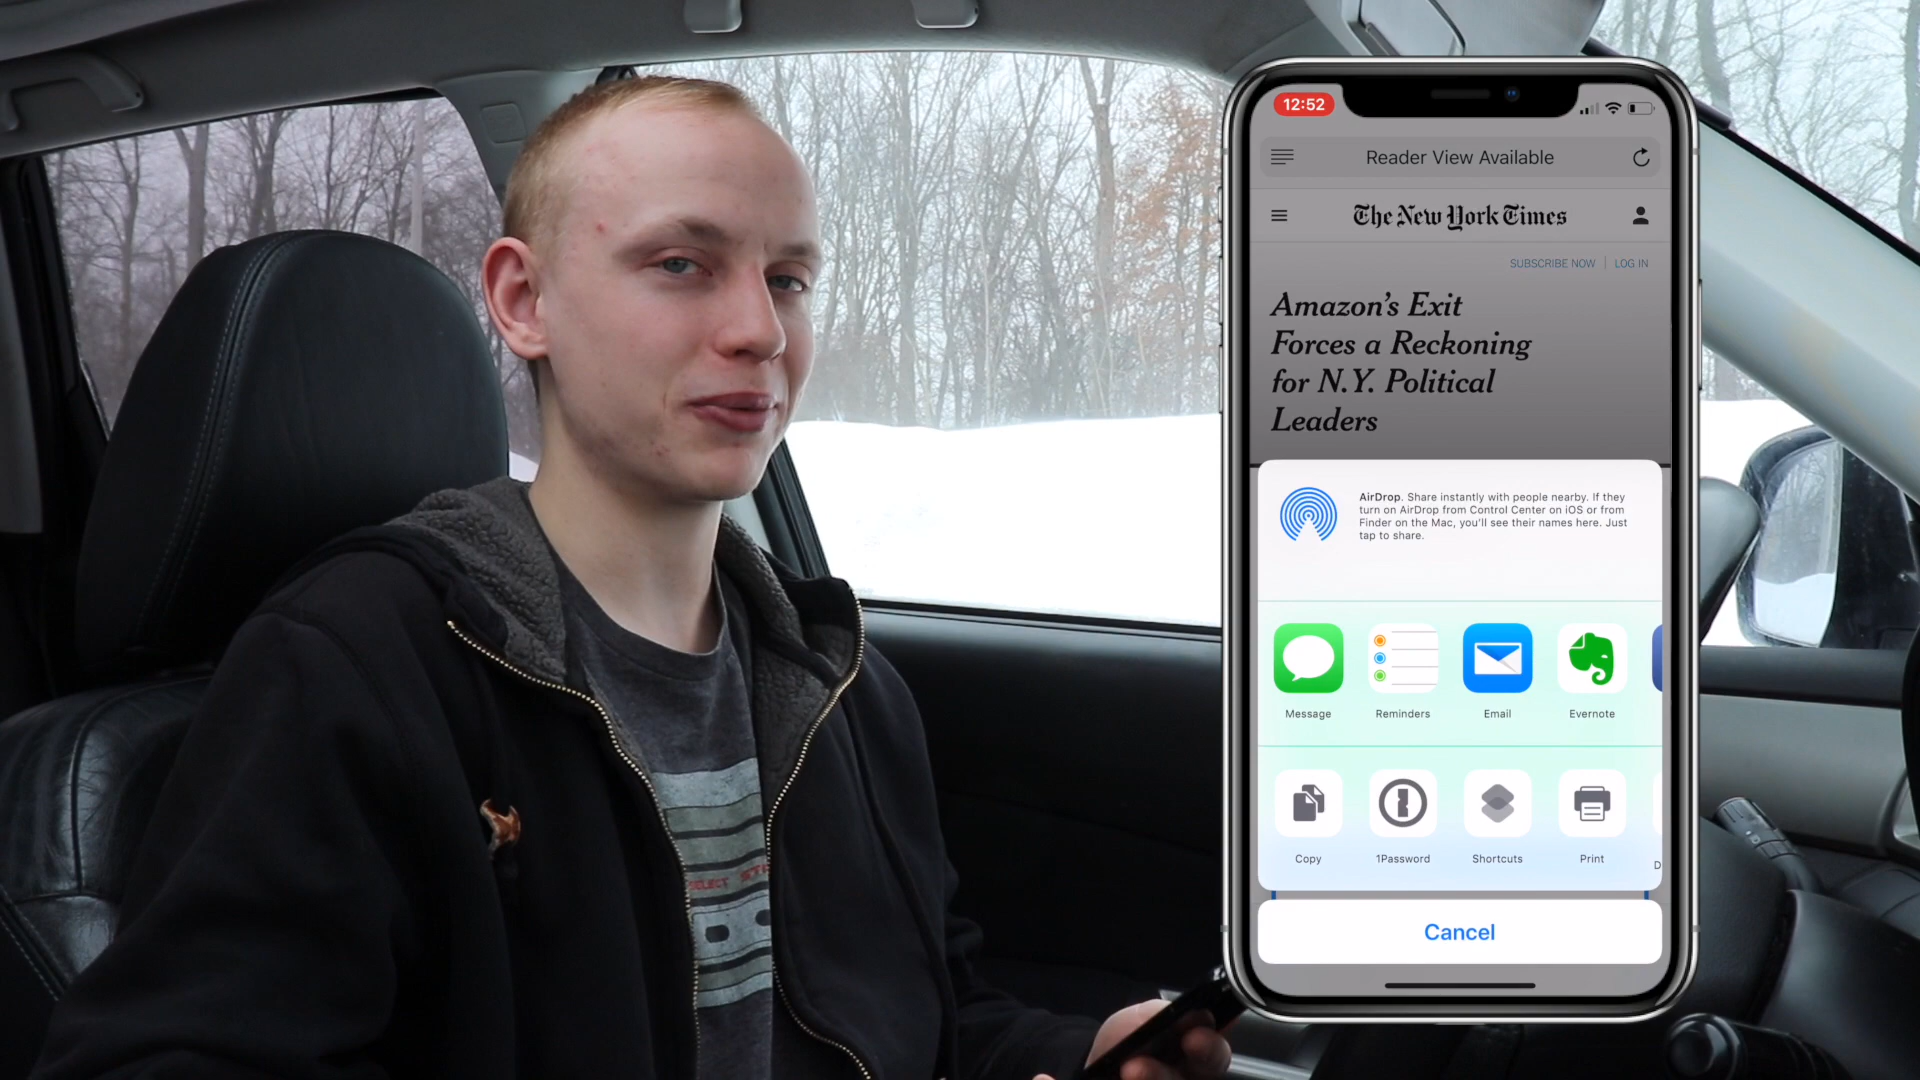 12:52
Reader View Available
The New York Times
SUBSCRIBE NOW
LOG IN
Amazon's Exit
Forces a Reckoning
for N.Y. Political
Leaders
AirDrop. Share instantly with people nearby. If they
turn on AirDrop from Control Center on iOS or from
Finder on the Mac, you'll see their names here. Just
tap to share.
Message
Reminders
Email
Evernote
Copy
1Password
Shortcuts
Print
D
Cancel
SELECT